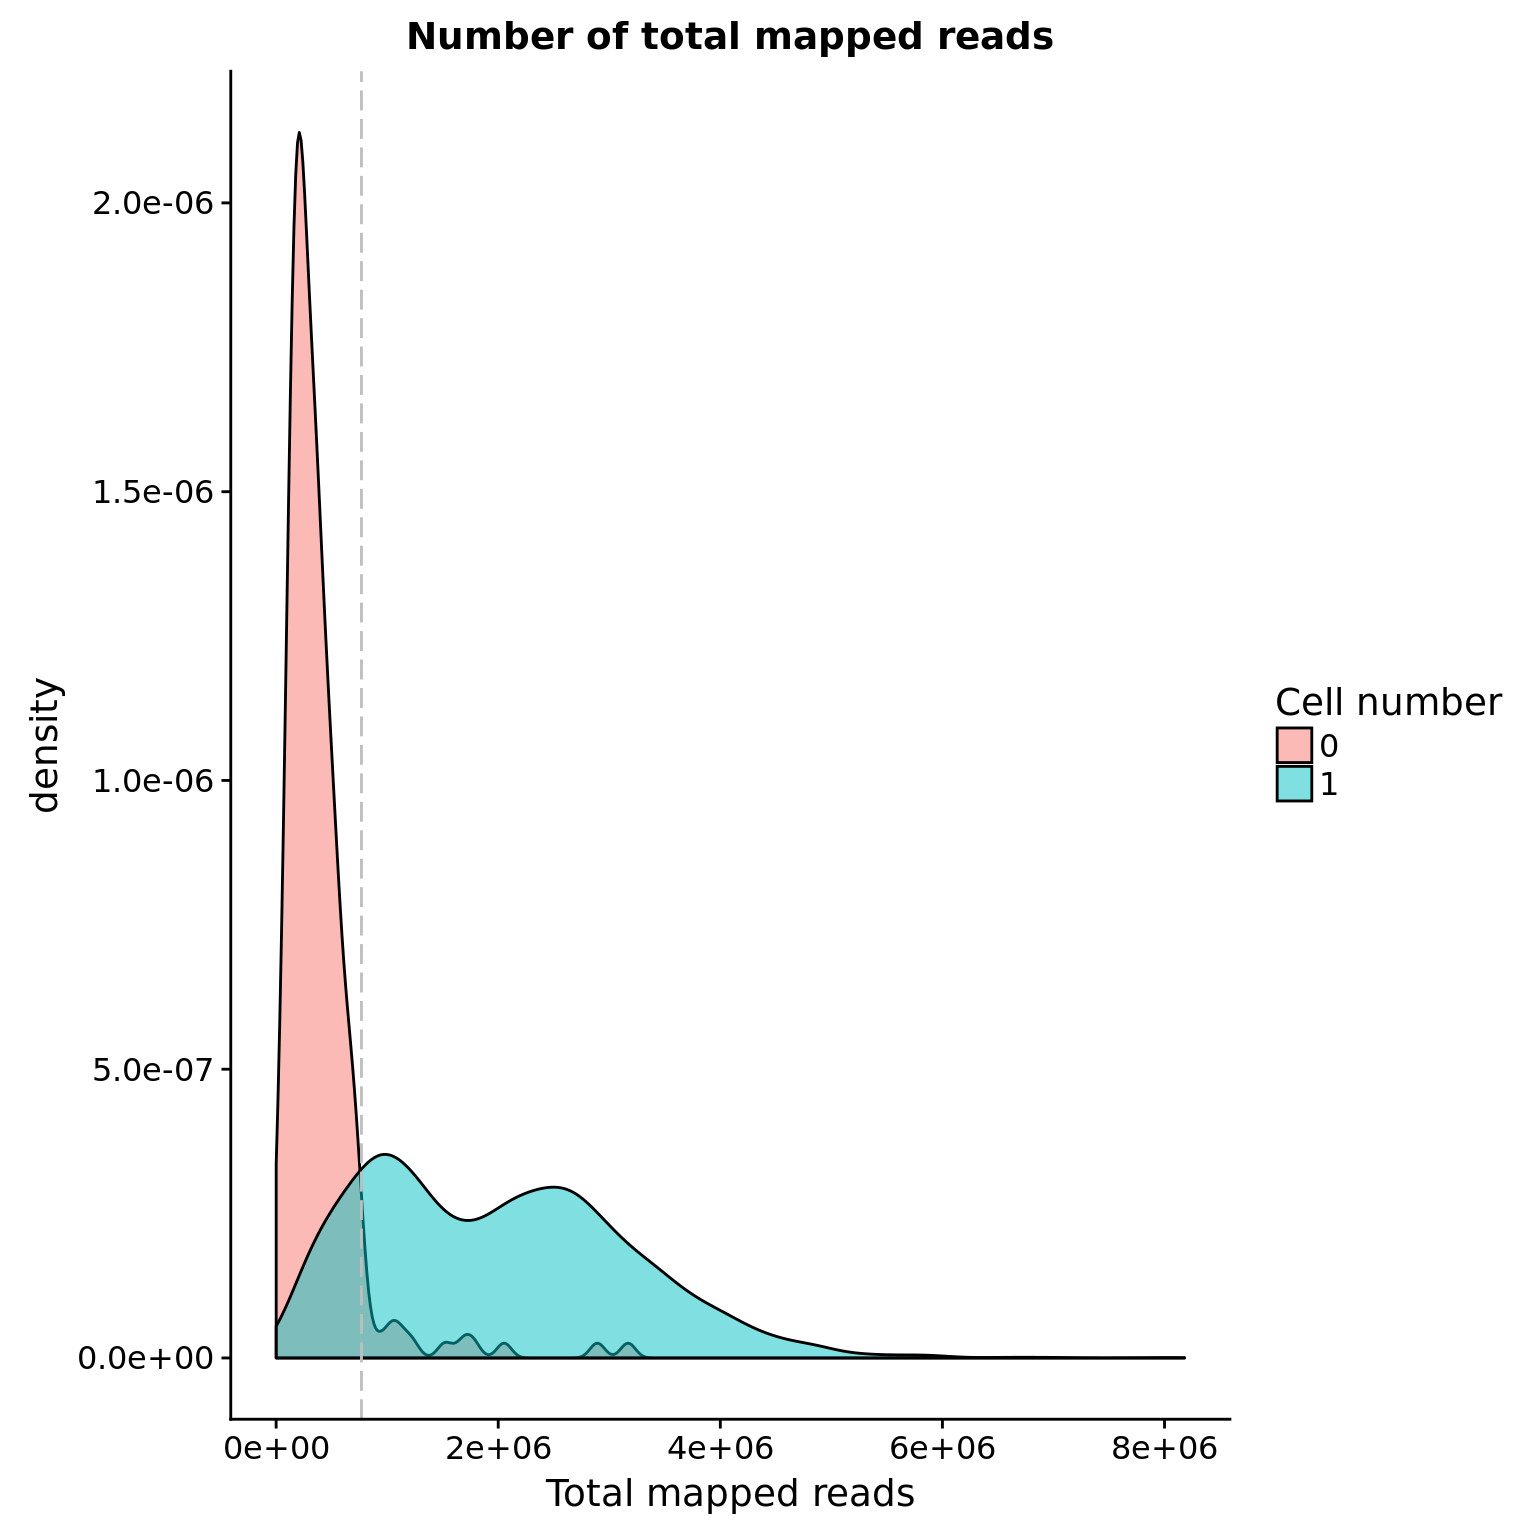 Number of total mapped reads
density
2.0e-06
1.5e-06
1.0e-06
5.0e-07
0.0e+00
0e+00 2e+06 4e+06 6e+06 8e+06
Total mapped reads
Cell number
0
1